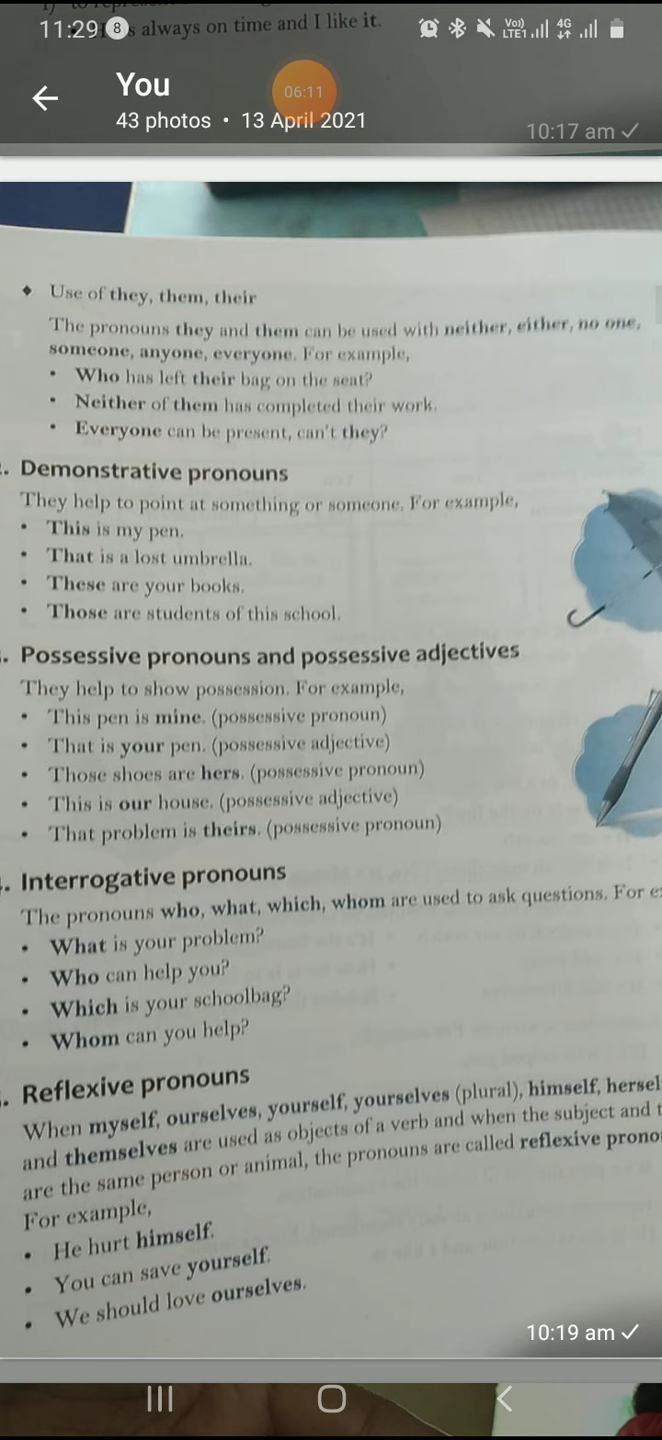 11:29 8
s always on time and I like it.
Vo)) LTE1 4G
You
06:11
43 photos • 13 April 2021
10:17 am
Use of they, them, their
The pronouns they and them can be used with neither, either, no one,
someone, anyone, everyone. For example,
• Who has left their bag on the seat?
• Neither of them has completed their work.
• Everyone can be present, can't they?
. Demonstrative pronouns
They help to point at something or someone. For example,
• This is my pen.
• That is a lost umbrella.
• These are your books.
• Those are students of this school.
. Possessive pronouns and possessive adjectives
They help to show possession. For example,
• This pen is mine. (possessive pronoun)
• That is your pen. (possessive adjective)
• Those shoes are hers. (possessive pronoun)
• This is our house. (possessive adjective)
• That problem is theirs. (possessive pronoun)
. Interrogative pronouns
The pronouns who, what, which, whom are used to ask questions. For e
• What is your problem?
• Who can help you?
• Which is your schoolbag?
• Whom can you help?
. Reflexive pronouns
When myself, ourselves, yourself, yourselves (plural), himself, hersel
and themselves are used as objects of a verb and when the subject and t
are the same person or animal, the pronouns are called reflexive prono
For example,
• He hurt himself.
• You can save yourself.
• We should love ourselves.
10:19 am